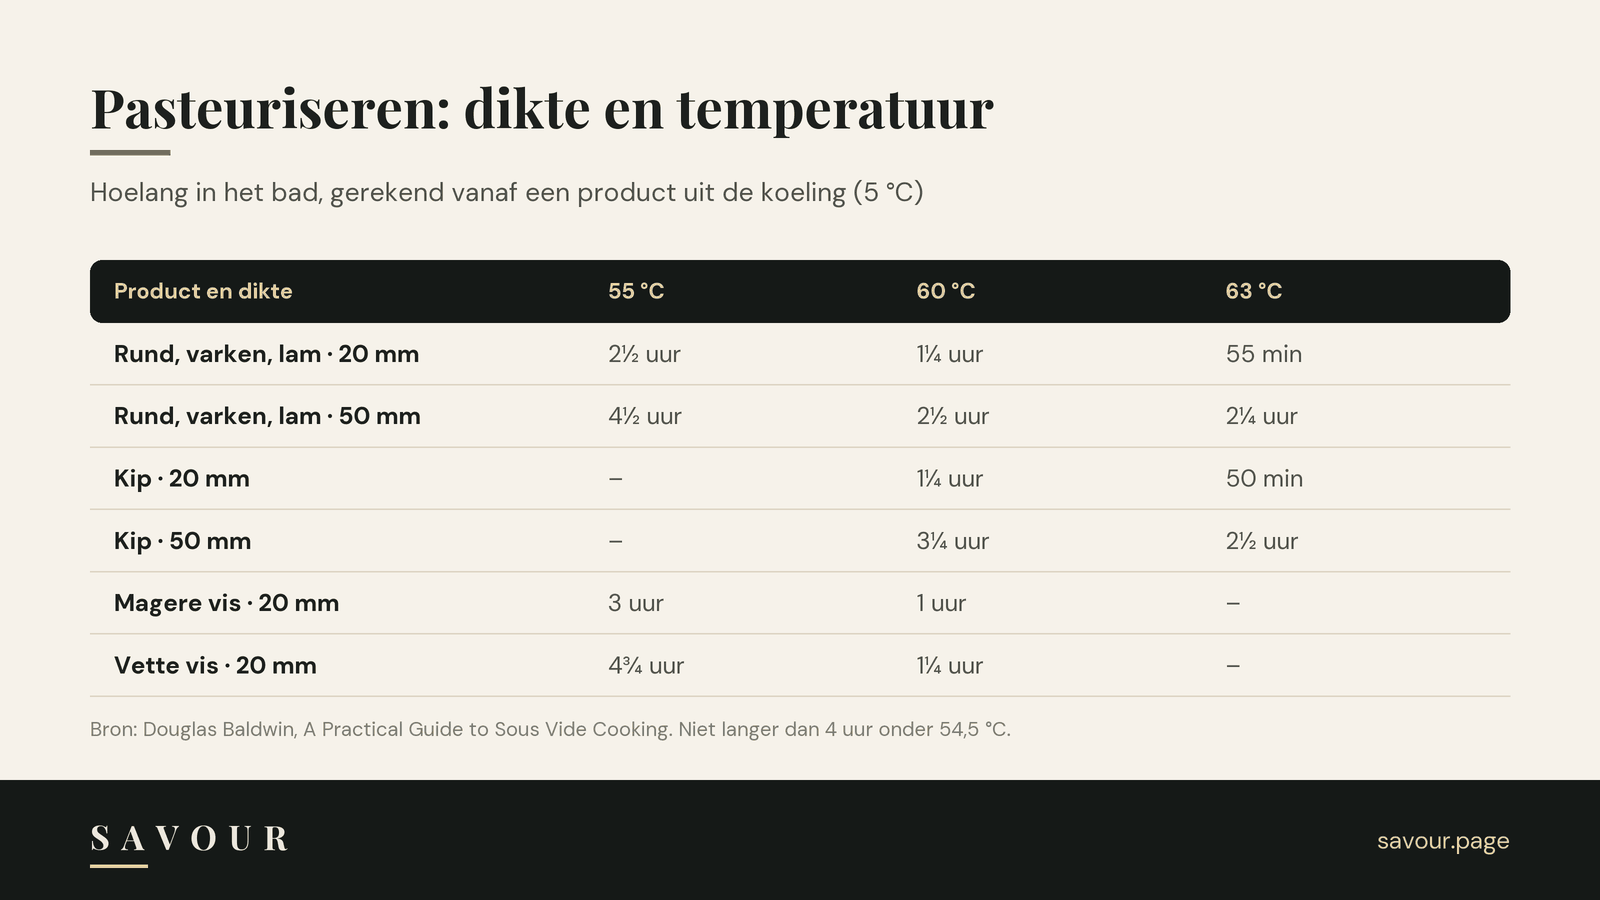 Pasteuriseren: dikte en temperatuur
Hoelang in het bad, gerekend vanaf een product uit de koeling (5 °C)
Product en dikte 55 °C 60 °C 63 °C
Rund, varken, lam · 20 mm 2½ uur 1¼ uur 55 min
Rund, varken, lam · 50 mm 4½ uur 2½ uur 2¼ uur
Kip · 20 mm – 1¼ uur 50 min
Kip · 50 mm – 3¼ uur 2½ uur
Magere vis · 20 mm 3 uur 1 uur –
Vette vis · 20 mm 4¾ uur 1¼ uur –
Bron: Douglas Baldwin, A Practical Guide to Sous Vide Cooking. Niet langer dan 4 uur onder 54,5 °C.
SAVOUR savour.page